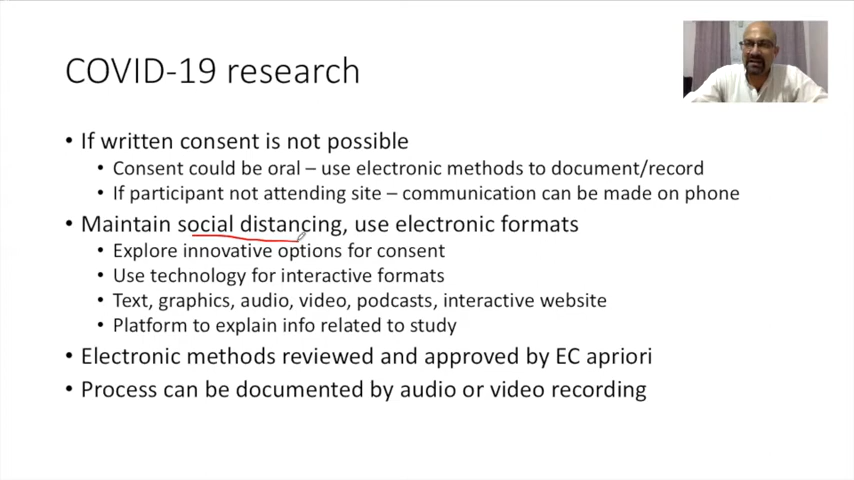 COVID-19 research
• If written consent is not possible
• Consent could be oral – use electronic methods to document/record
• If participant not attending site – communication can be made on phone
• Maintain social distancing, use electronic formats
• Explore innovative options for consent
• Use technology for interactive formats
• Text, graphics, audio, video, podcasts, interactive website
• Platform to explain info related to study
• Electronic methods reviewed and approved by EC apriori
• Process can be documented by audio or video recording